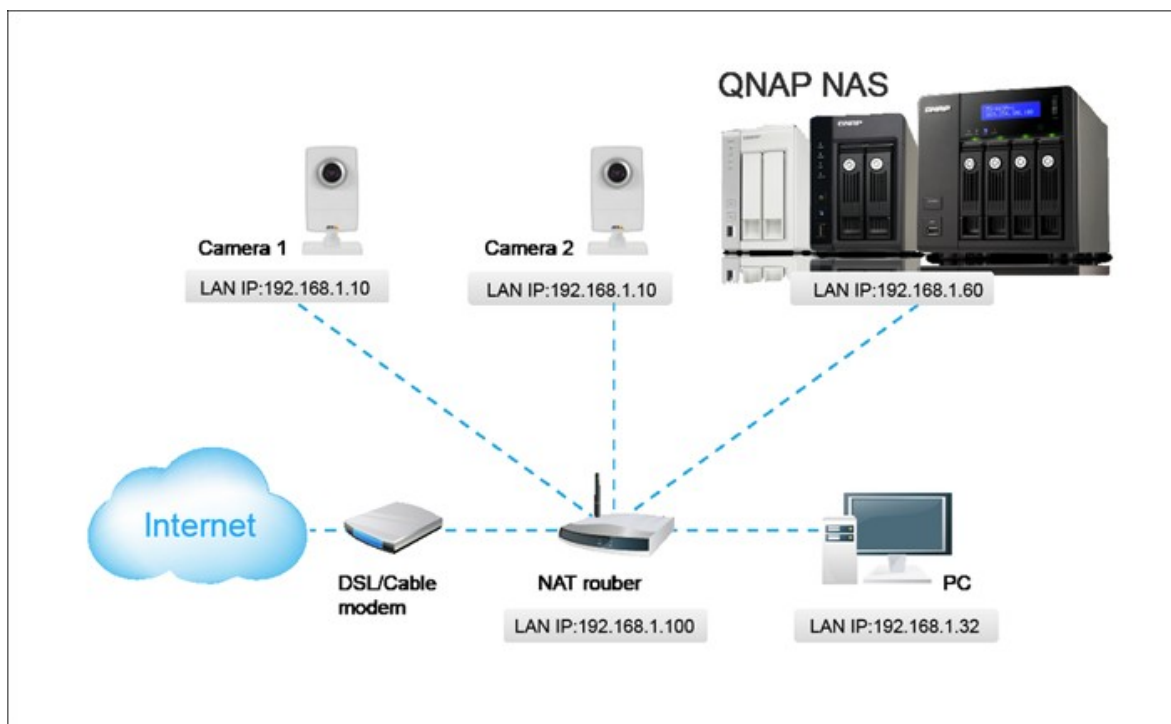 QNAP NAS
QNAP
QNAP
Camera 1
Camera 2
LAN IP:192.168.1.10
LAN IP:192.168.1.10
LAN IP:192.168.1.60
Internet
DSL/Cable
modem
NAT rouber
PC
LAN IP:192.168.1.100
LAN IP:192.168.1.32